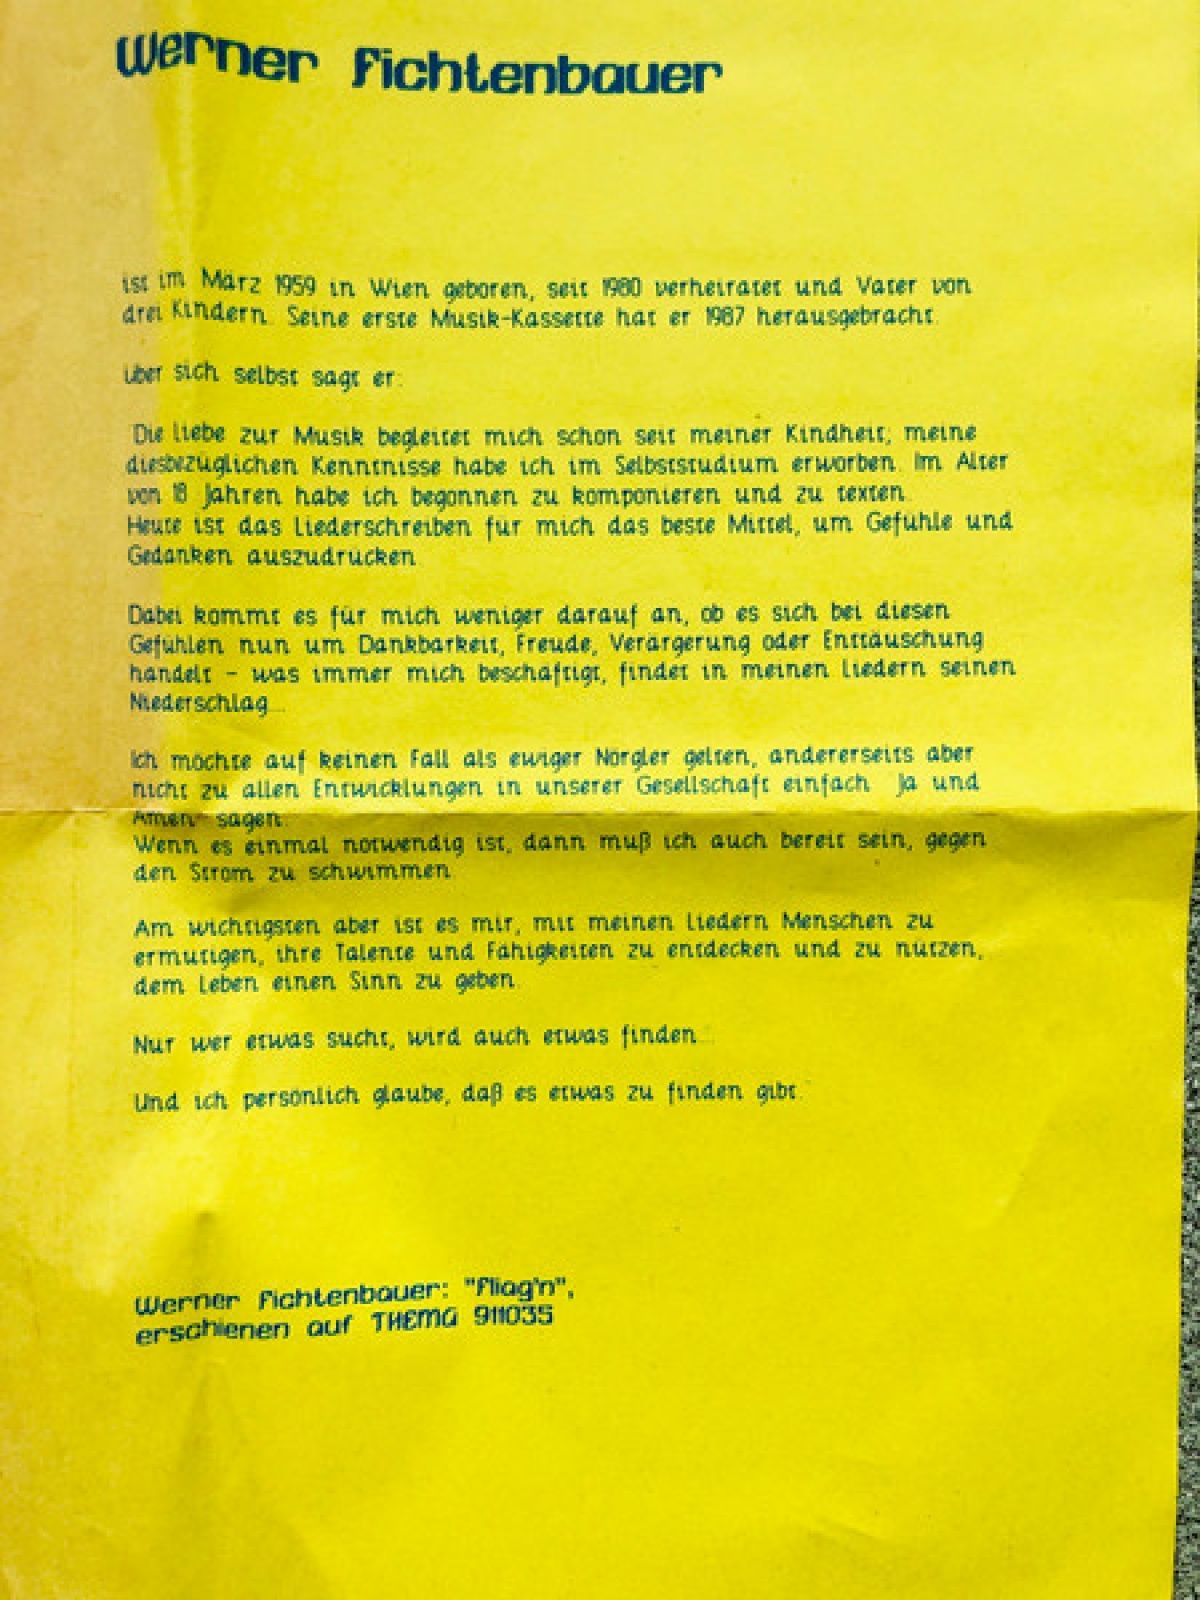 Werner Fichtenbauer
ist im März 1959 in Wien geboren, seit 1980 verheiratet und Vater von
drei Kindern. Seine erste Musik-Kassette hat er 1987 herausgebracht.
Über sich selbst sagt er:
"Die Liebe zur Musik begleitet mich schon seit meiner Kindheit; meine
diesbezüglichen Kenntnisse habe ich im Selbststudium erworben. Im Alter
von 18 Jahren habe ich begonnen zu komponieren und zu texten.
Heute ist das Liederschreiben für mich das beste Mittel, um Gefühle und
Gedanken auszudrücken.
Dabei kommt es für mich weniger darauf an, ob es sich bei diesen
Gefühlen nun um Dankbarkeit, Freude, Verärgerung oder Enttäuschung
handelt - was immer mich beschäftigt, findet in meinen Liedern seinen
Niederschlag...
Ich möchte auf keinen Fall als ewiger Nörgler gelten, andererseits aber
nicht zu allen Entwicklungen in unserer Gesellschaft einfach "Ja und
Amen" sagen.
Wenn es einmal notwendig ist, dann muß ich auch bereit sein, gegen
den Strom zu schwimmen.
Am wichtigsten aber ist es mir, mit meinen Liedern Menschen zu
ermutigen, ihre Talente und Fähigkeiten zu entdecken und zu nutzen,
dem Leben einen Sinn zu geben.
Nur wer etwas sucht, wird auch etwas finden...
Und ich persönlich glaube, daß es etwas zu finden gibt."
Werner Fichtenbauer: "Fliag'n",
erschienen auf THEMA 911035